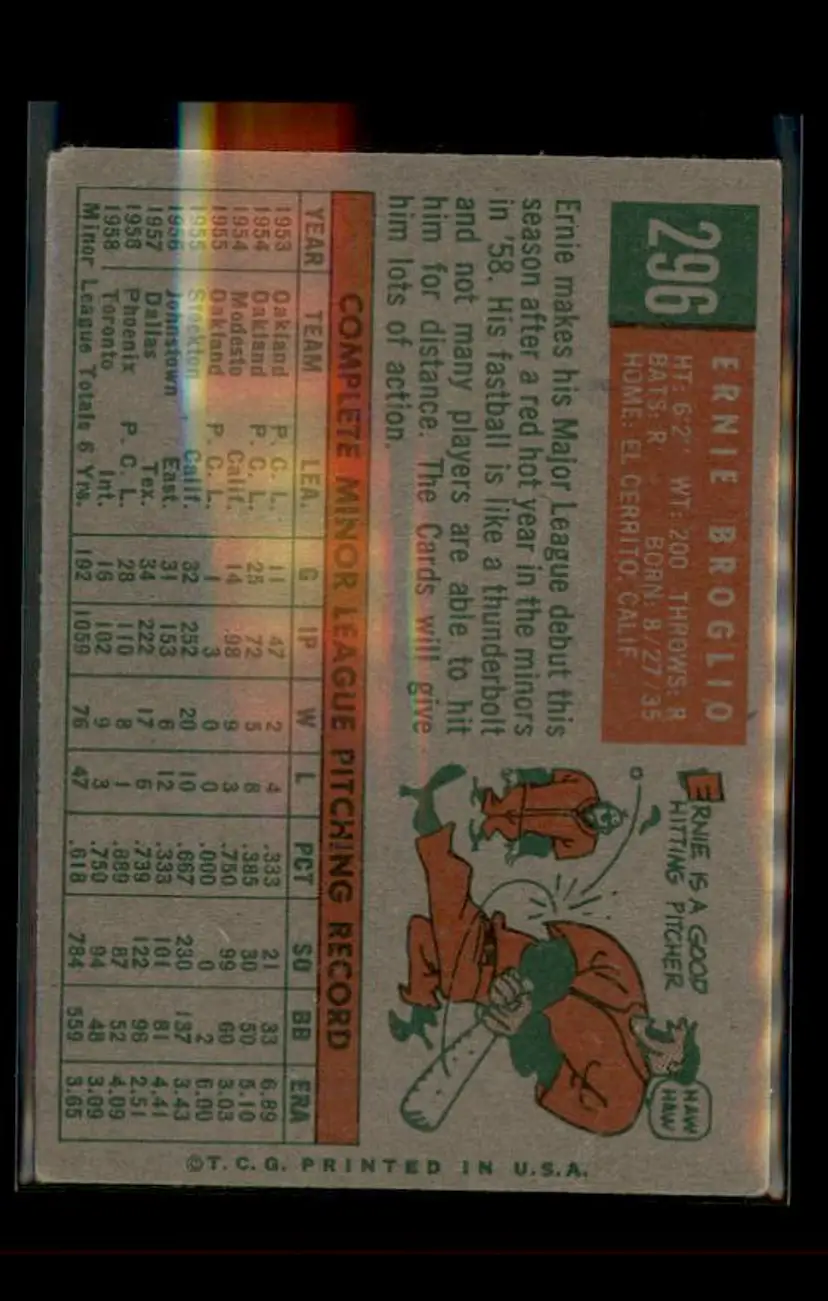 296
ERNIE BROGLIO
HT: 6'2" WT: 200 THROWS: R
BATS: R BORN: 8/27/35
HOME: EL CERRITO, CALIF.
ERNIE IS A GOOD
HITTING PITCHER
HAW
HAW
Ernie makes his Major League debut this
season after a red hot year in the minors
in '58. His fastball is like a thunderbolt
and not many players are able to hit
him for distance. The Cards will give
him lots of action.
COMPLETE MINOR LEAGUE PITCHING RECORD
YEAR TEAM LEA. G IP W L PCT SO BB ERA
1953 Oakland P. C. L. 11 47 2 4 .333 21 33 6.89
1954 Oakland P. C. L. 25 72 5 8 .385 30 50 5.10
1954 Modesto Calif. 14 98 9 3 .750 99 60 3.03
1955 Oakland P. C. L. 1 3 0 0 .000 0 2 6.00
1955 Stockton Calif. 32 252 20 10 .667 230 137 3.43
1956 Johnstown East. 31 153 6 12 .333 101 81 4.41
1957 Dallas Tex. 34 222 17 6 .739 122 96 2.51
1958 Phoenix P. C. L. 28 110 8 1 .889 87 52 4.09
1958 Toronto Int. 16 102 9 3 .750 94 48 3.09
Minor League Totals 6 Yrs. 192 1059 76 47 .618 784 559 3.65
©T. C. G. PRINTED IN U.S.A.